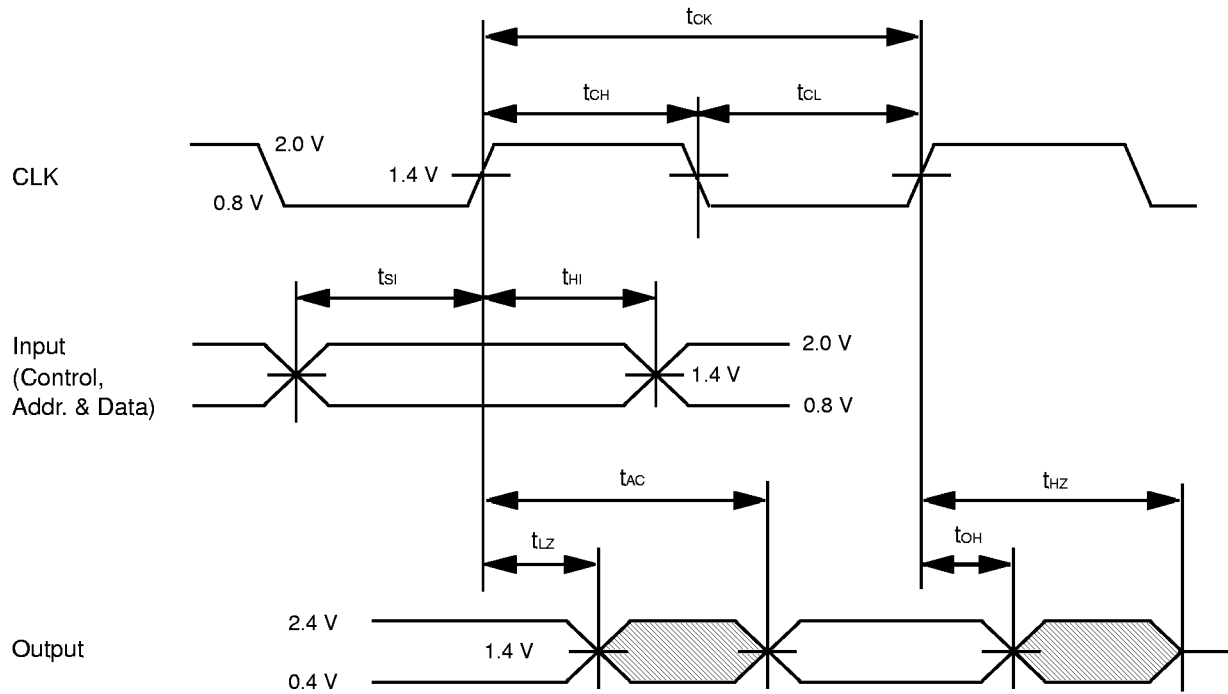 tCK
tCH
tCL
2.0 V
CLK
1.4 V
0.8 V
tSI
tHI
Input
(Control,
Addr. & Data)
2.0 V
1.4 V
0.8 V
tAC
tHZ
tLZ
tOH
2.4 V
Output
1.4 V
0.4 V